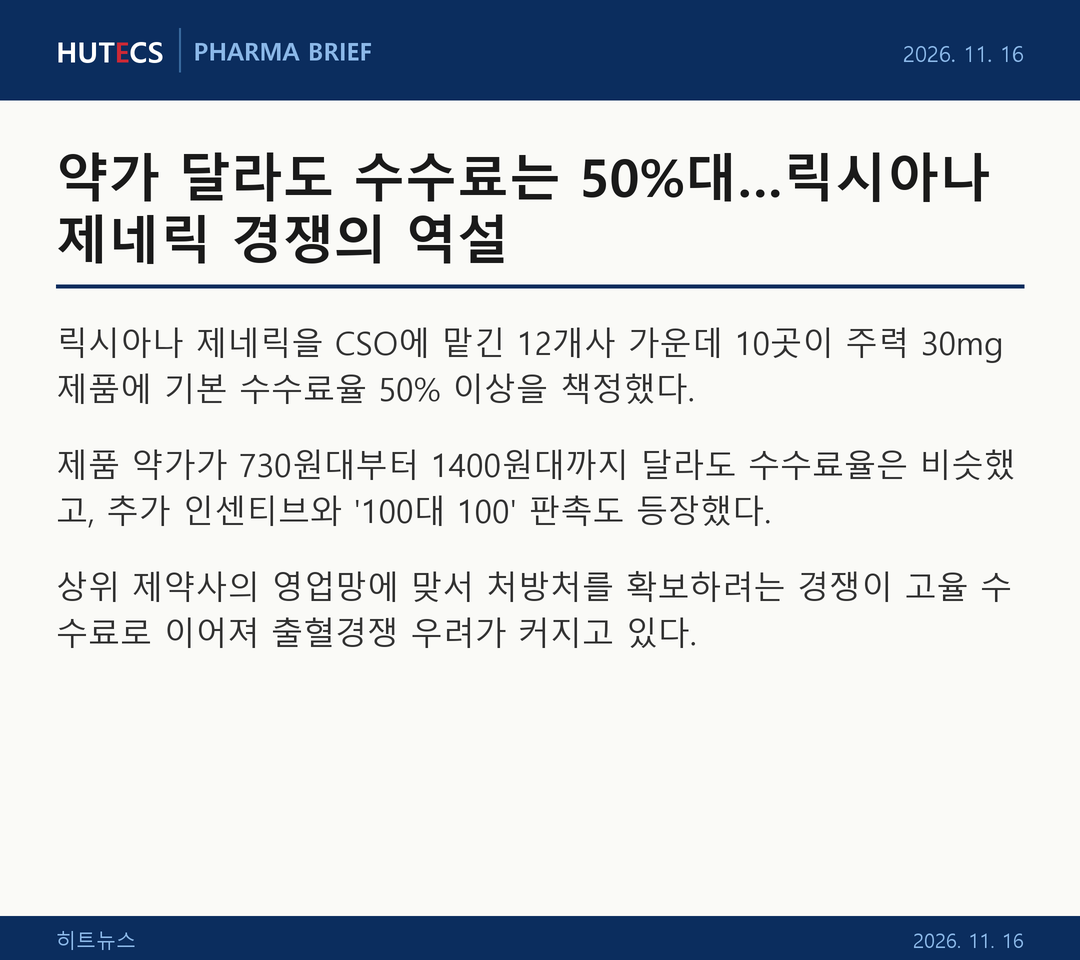 HUTECS PHARMA BRIEF 2026. 11. 16
약가 달라도 수수료는 50%대...릭시아나
제네릭 경쟁의 역설
릭시아나 제네릭을 CSO에 맡긴 12개사 가운데 10곳이 주력 30mg
제품에 기본 수수료율 50% 이상을 책정했다.
제품 약가가 730원대부터 1400원대까지 달라도 수수료율은 비슷했
고, 추가 인센티브와 '100대 100' 판촉도 등장했다.
상위 제약사의 영업망에 맞서 처방처를 확보하려는 경쟁이 고율 수
수료로 이어져 출혈경쟁 우려가 커지고 있다.
히트뉴스 2026. 11. 16